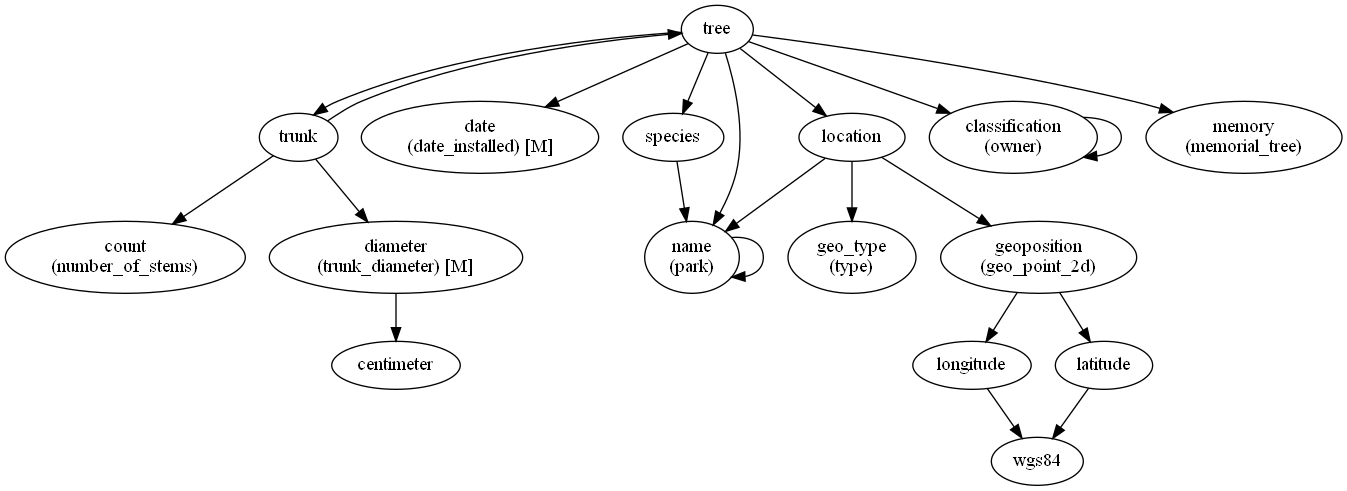 tree
trunk
date
(date_installed) [M]
species
location
classification
(owner)
memory
(memorial_tree)
count
(number_of_stems)
diameter
(trunk_diameter) [M]
name
(park)
geo_type
(type)
geoposition
(geo_point_2d)
centimeter
longitude
latitude
wgs84